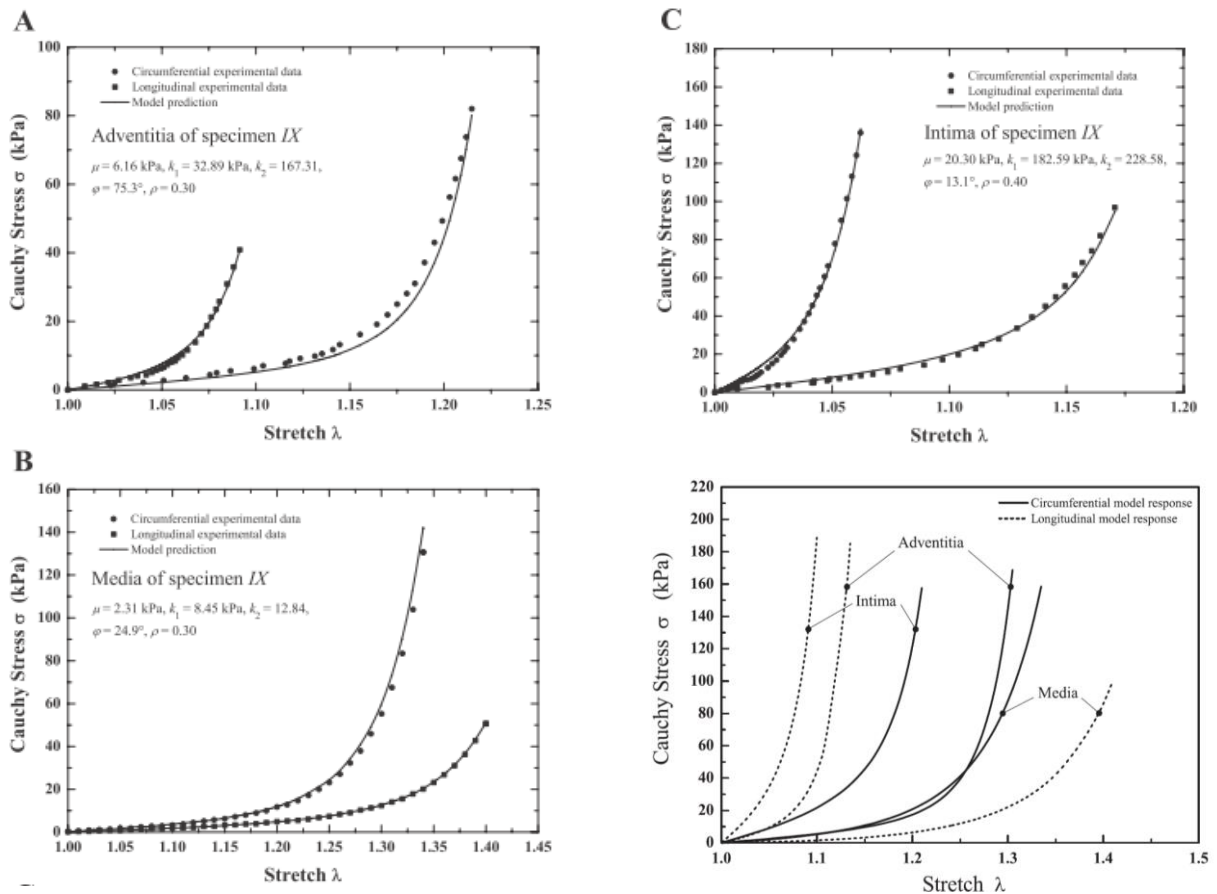 A
100
80
60
40
20
0
Cauchy Stress σ (kPa)
Circumferential experimental data
Longitudinal experimental data
Model prediction
Adventitia of specimen IX
μ = 6.16 kPa, k1 = 32.89 kPa, k2 = 167.31,
φ = 75.3°, ρ = 0.30
1.00 1.05 1.10 1.15 1.20 1.25
Stretch λ
C
180
160
140
120
100
80
60
40
20
0
Cauchy Stress σ (kPa)
Circumferential experimental data
Longitudinal experimental data
Model prediction
Intima of specimen IX
μ = 20.30 kPa, k1 = 182.59 kPa, k2 = 228.58,
φ = 13.1°, ρ = 0.40
1.00 1.05 1.10 1.15 1.20
Stretch λ
B
160
140
120
100
80
60
40
20
0
Cauchy Stress σ (kPa)
Circumferential experimental data
Longitudinal experimental data
Model prediction
Media of specimen IX
μ = 2.31 kPa, k1 = 8.45 kPa, k2 = 12.84,
φ = 24.9°, ρ = 0.30
1.00 1.05 1.10 1.15 1.20 1.25 1.30 1.35 1.40 1.45
Stretch λ
220
200
180
160
140
120
100
80
60
40
20
0
Cauchy Stress σ (kPa)
Circumferential model response
Longitudinal model response
Adventitia
Intima
Media
1.0 1.1 1.2 1.3 1.4 1.5
Stretch λ